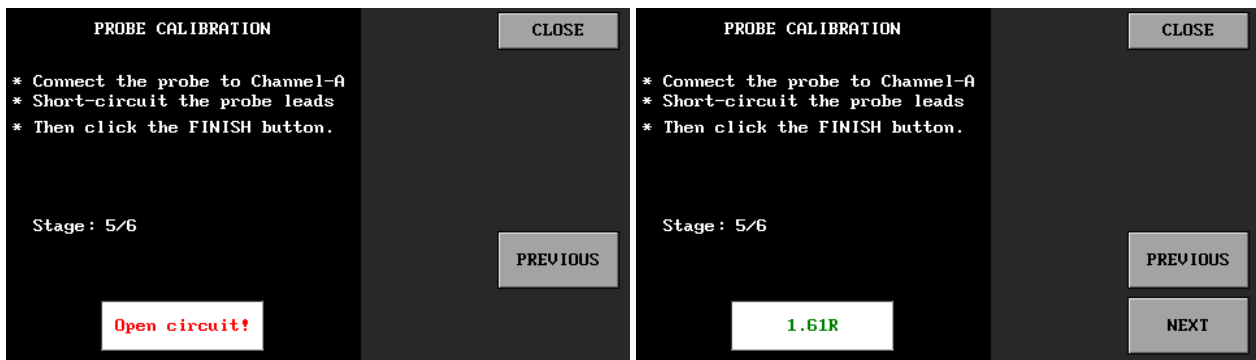 PROBE CALIBRATION
CLOSE
* Connect the probe to Channel-A
* Short-circuit the probe leads
* Then click the FINISH button.
Stage: 5/6
PREVIOUS
Open circuit!
PROBE CALIBRATION
CLOSE
* Connect the probe to Channel-A
* Short-circuit the probe leads
* Then click the FINISH button.
Stage: 5/6
PREVIOUS
1.61R
NEXT